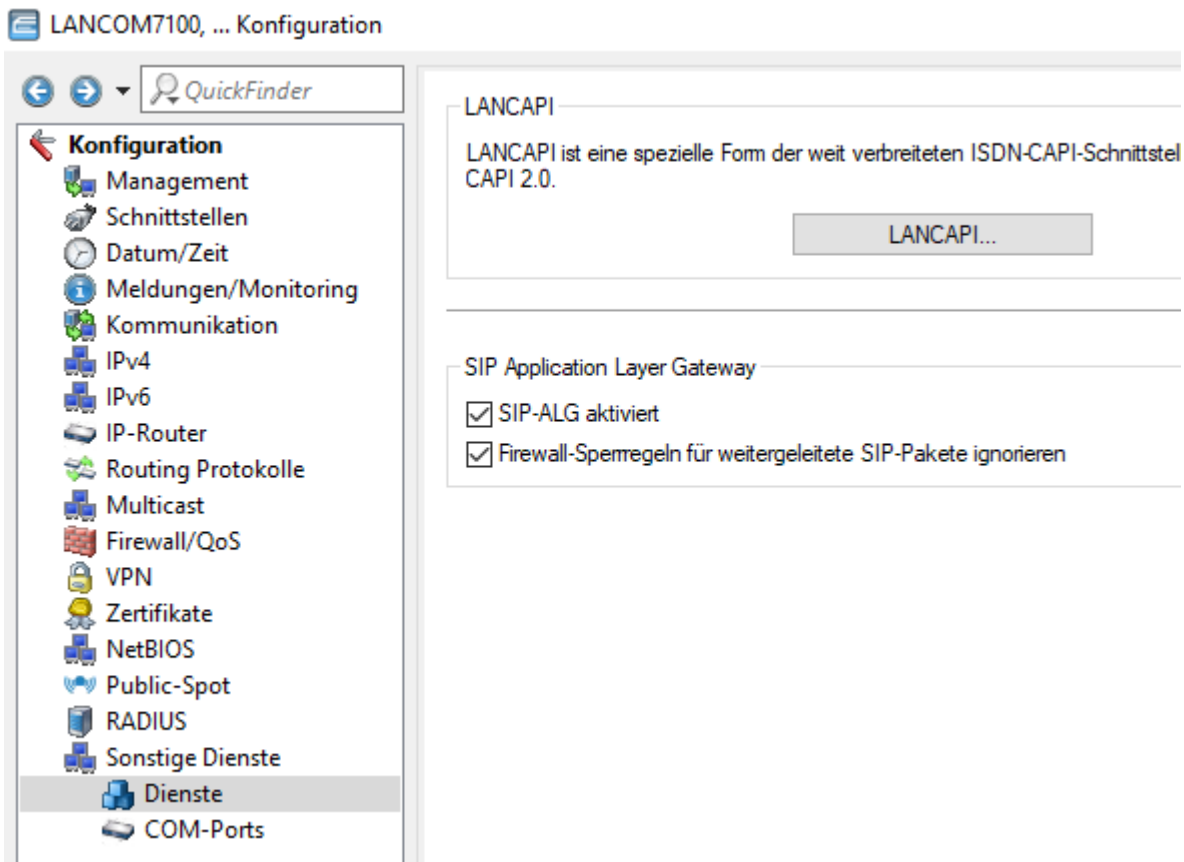 LANCOM7100, ... Konfiguration
QuickFinder
Konfiguration
Management
Schnittstellen
Datum/Zeit
Meldungen/Monitoring
Kommunikation
IPv4
IPv6
IP-Router
Routing Protokolle
Multicast
Firewall/QoS
VPN
Zertifikate
NetBIOS
Public-Spot
RADIUS
Sonstige Dienste
Dienste
COM-Ports
LANCAPI
LANCAPI ist eine spezielle Form der weit verbreiteten ISDN-CAPI-Schnittstel
CAPI 2.0.
LANCAPI...
SIP Application Layer Gateway
SIP-ALG aktiviert
Firewall-Sperrregeln für weitergeleitete SIP-Pakete ignorieren